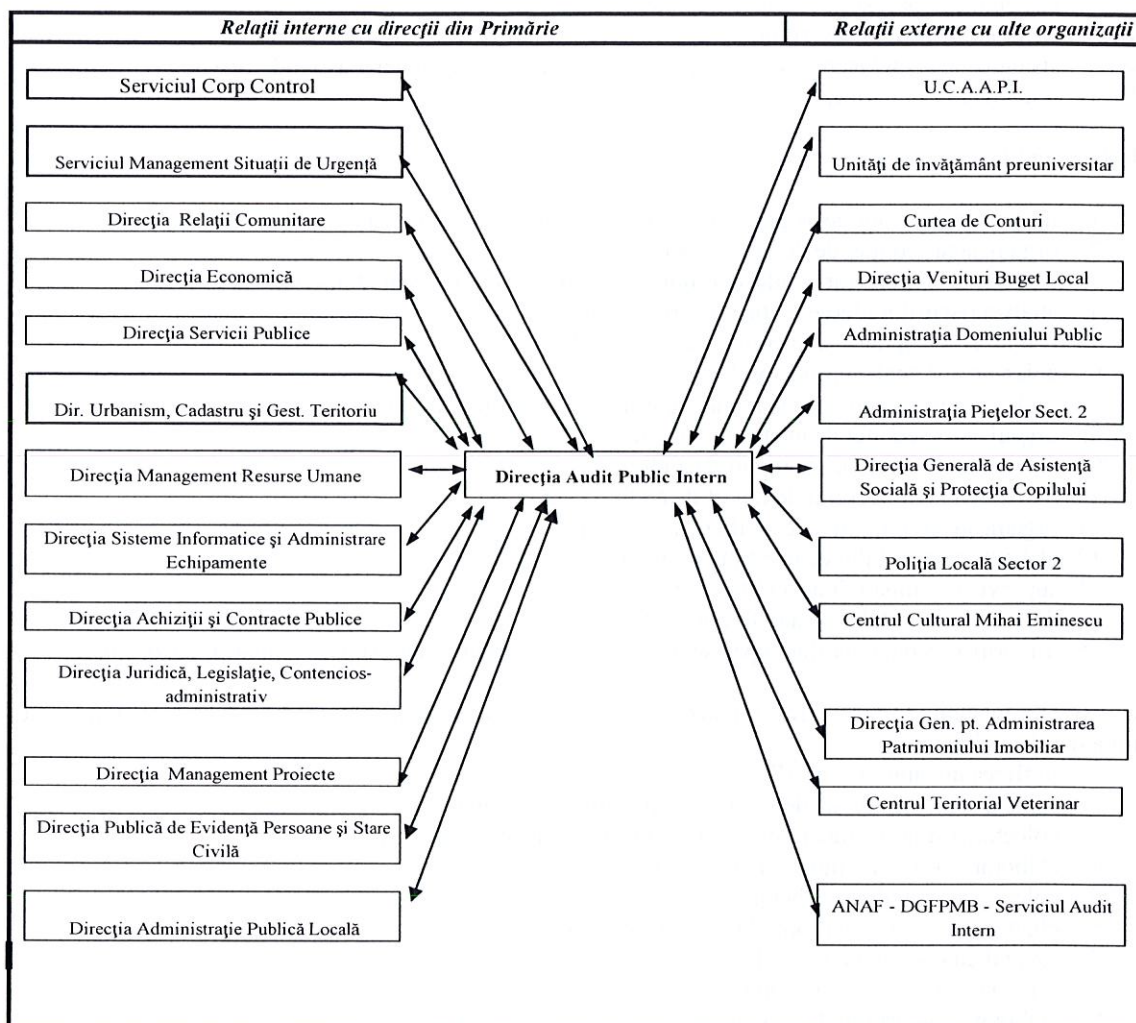 Relaţii interne cu direcţii din Primărie
Relaţii externe cu alte organizaţii
Serviciul Corp Control
Serviciul Management Situaţii de Urgenţă
Direcţia Relaţii Comunitare
Direcţia Economică
Direcţia Servicii Publice
Dir. Urbanism, Cadastru şi Gest. Teritoriu
Direcţia Management Resurse Umane
Direcţia Sisteme Informatice şi Administrare
Echipamente
Direcţia Achiziţii şi Contracte Publice
Direcţia Juridică, Legislaţie, Contencios-
administrativ
Direcţia Management Proiecte
Direcţia Publică de Evidenţă Persoane şi Stare
Civilă
Direcţia Administraţie Publică Locală
Direcţia Audit Public Intern
U.C.A.A.P.I.
Unităţi de învăţământ preuniversitar
Curtea de Conturi
Direcţia Venituri Buget Local
Administraţia Domeniului Public
Administraţia Pieţelor Sect. 2
Direcţia Generală de Asistenţă
Socială şi Protecţia Copilului
Poliţia Locală Sector 2
Centrul Cultural Mihai Eminescu
Direcţia Gen. pt. Administrarea
Patrimoniului Imobiliar
Centrul Teritorial Veterinar
ANAF - DGFPMB - Serviciul Audit
Intern